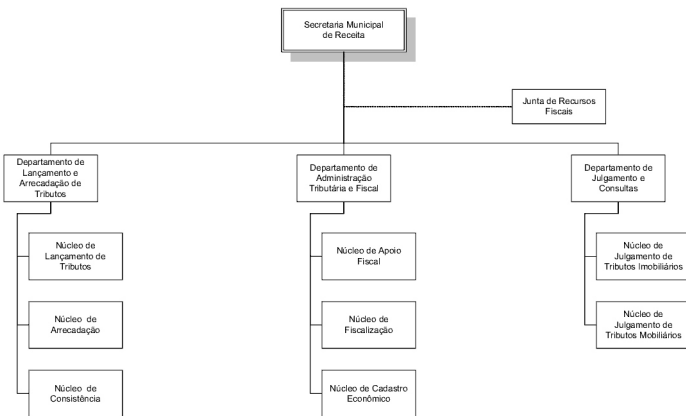 Secretaria Municipal
de Receita
Junta de Recursos
Fiscais
Departamento de
Lançamento e
Arrecadação de
Tributos
Departamento de
Administração
Tributária e Fiscal
Departamento de
Julgamento e
Consultas
Núcleo de
Lançamento de
Tributos
Núcleo de Apoio
Fiscal
Núcleo de
Julgamento de
Tributos Imobiliários
Núcleo de
Arrecadação
Núcleo de
Fiscalização
Núcleo de
Julgamento de
Tributos Mobiliários
Núcleo de
Consistência
Núcleo de Cadastro
Econômico